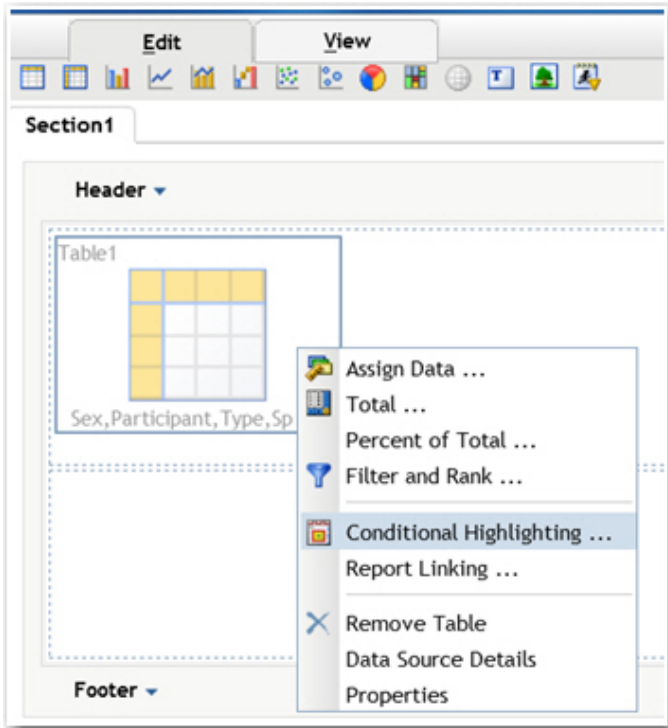 Edit View
T
Section1
Header
Table1
Sex,Participant,Type,Sp
Assign Data ...
Total ...
Percent of Total ...
Filter and Rank ...
Conditional Highlighting ...
Report Linking ...
Remove Table
Data Source Details
Properties
Footer